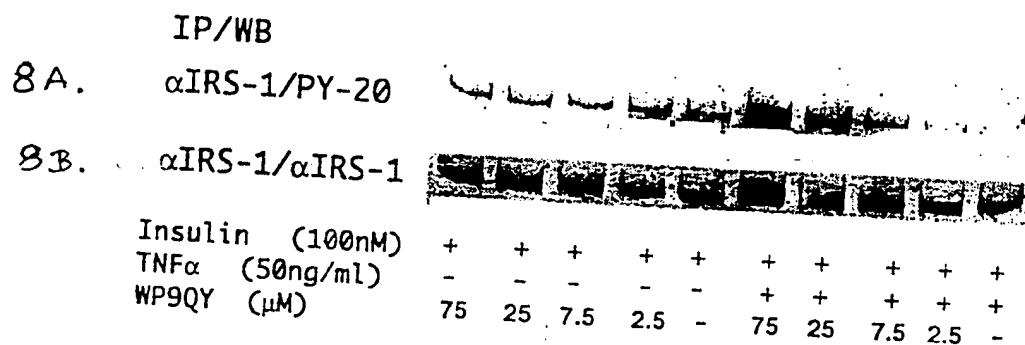 IP/WB
8A. αIRS-1/PY-20
8B. αIRS-1/αIRS-1
Insulin (100nM) + + + + + + + + + +
TNFα (50ng/ml) - - - - - + + + + +
WP9QY (μM) 75 25 7.5 2.5 - 75 25 7.5 2.5 -